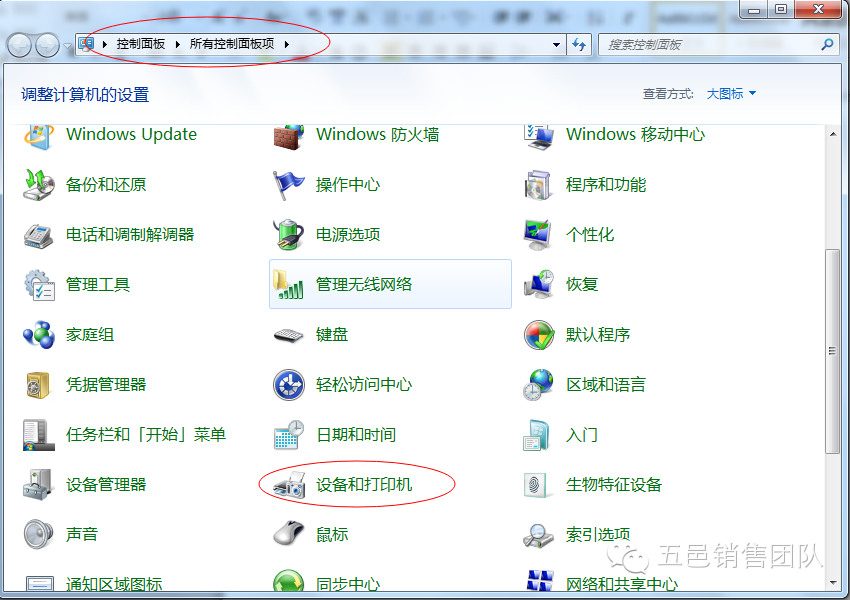 控制面板 所有控制面板项
搜索控制面板
调整计算机的设置
查看方式: 大图标
Windows Update Windows 防火墙 Windows 移动中心
备份和还原 操作中心 程序和功能
电话和调制解调器 电源选项 个性化
管理工具 管理无线网络 恢复
家庭组 键盘 默认程序
凭据管理器 轻松访问中心 区域和语言
任务栏和「开始」菜单 日期和时间 入门
设备管理器 设备和打印机 生物特征设备
声音 鼠标 索引选项
五邑销售团队
通知区域图标 同步中心 网络和共享中心